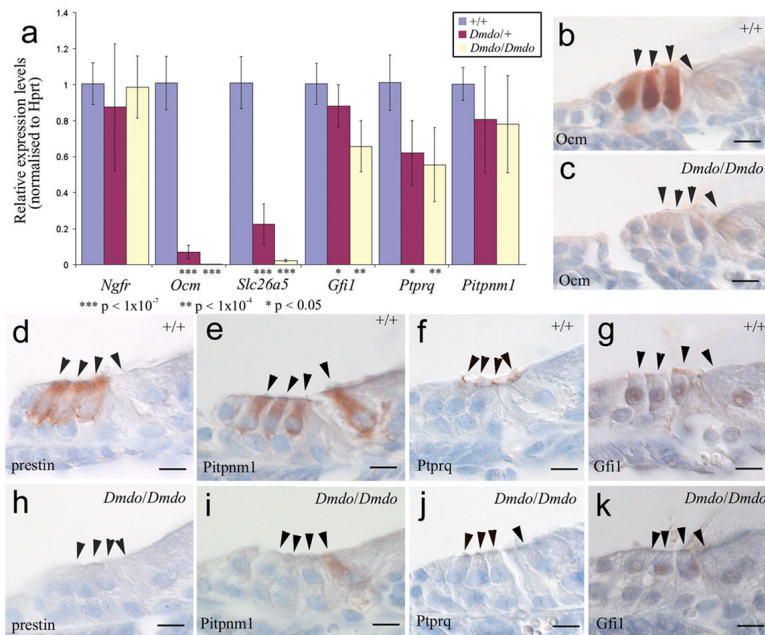 a
Relative expression levels
(normalised to Hprt)
1.4
1.2
1
0.8
0.6
0.4
0.2
0
+/+
Dmdo/+
Dmdo/Dmdo
*** *** *** *** * ** * **
Ngfr Ocm Slc26a5 Gfi1 Ptprq Pitpnm1
*** p < 1x10⁻⁷ ** p < 1x10⁻⁴ * p < 0.05
b +/+
Ocm
c Dmdo/Dmdo
Ocm
d +/+
prestin
e +/+
Pitpnm1
f +/+
Ptprq
g +/+
Gfi1
h Dmdo/Dmdo
prestin
i Dmdo/Dmdo
Pitpnm1
j Dmdo/Dmdo
Ptprq
k Dmdo/Dmdo
Gfi1